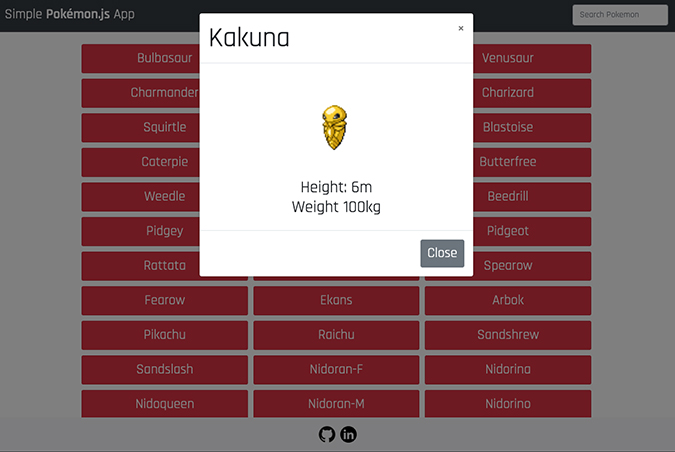 Simple Pokémon.js App
Search Pokemon
Kakuna
×
Height: 6m
Weight 100kg
Close
Bulbasaur Venusaur
Charmander Charizard
Squirtle Blastoise
Caterpie Butterfree
Weedle Beedrill
Pidgey Pidgeot
Rattata Spearow
Fearow Ekans Arbok
Pikachu Raichu Sandshrew
Sandslash Nidoran-F Nidorina
Nidoqueen Nidoran-M Nidorino
in